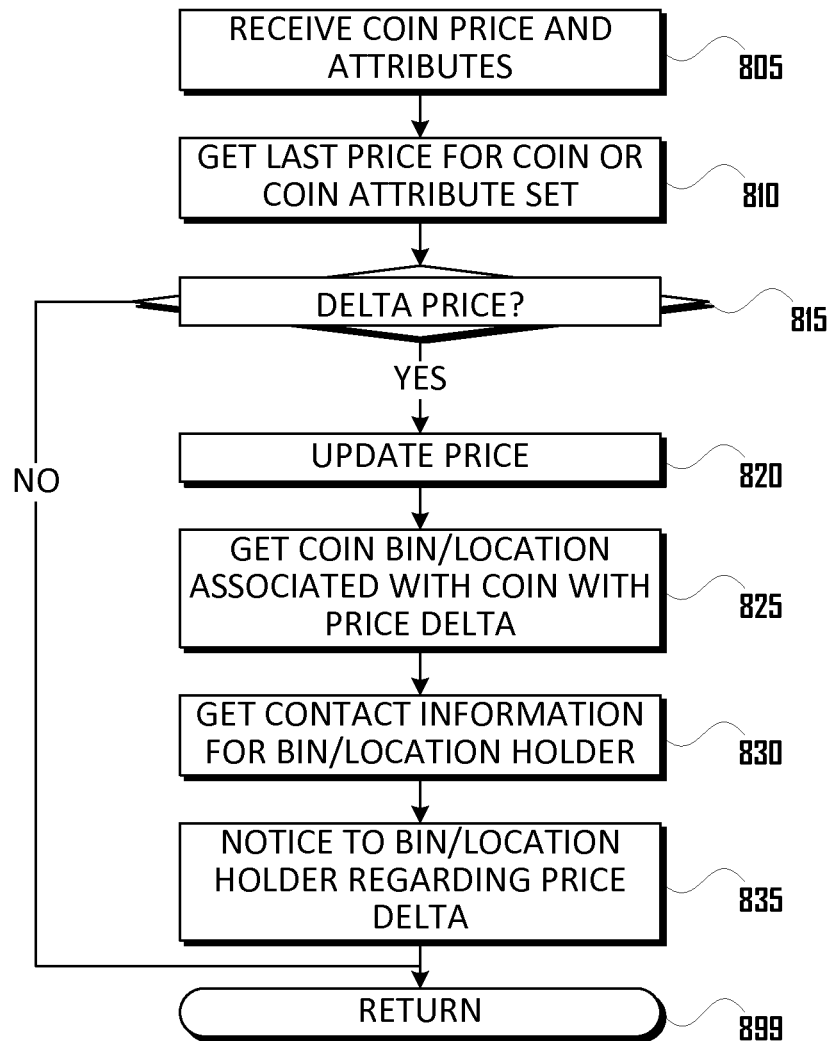 RECEIVE COIN PRICE AND
ATTRIBUTES
805
GET LAST PRICE FOR COIN OR
COIN ATTRIBUTE SET
810
DELTA PRICE?
815
YES
NO
UPDATE PRICE
820
GET COIN BIN/LOCATION
ASSOCIATED WITH COIN WITH
PRICE DELTA
825
GET CONTACT INFORMATION
FOR BIN/LOCATION HOLDER
830
NOTICE TO BIN/LOCATION
HOLDER REGARDING PRICE
DELTA
835
RETURN
899